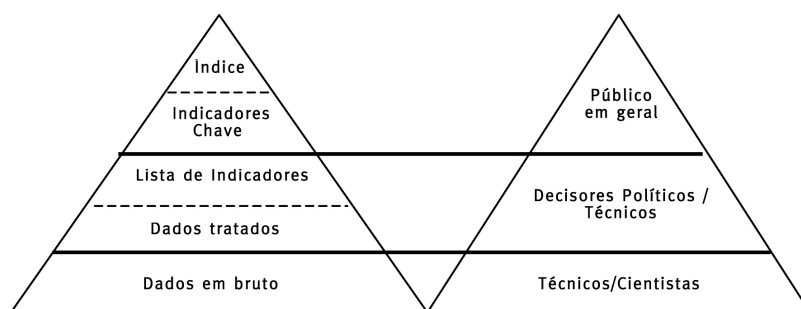 Índice
Indicadores
Chave
Lista de Indicadores
Dados tratados
Dados em bruto
Público
em geral
Decisores Políticos /
Técnicos
Técnicos/Cientistas